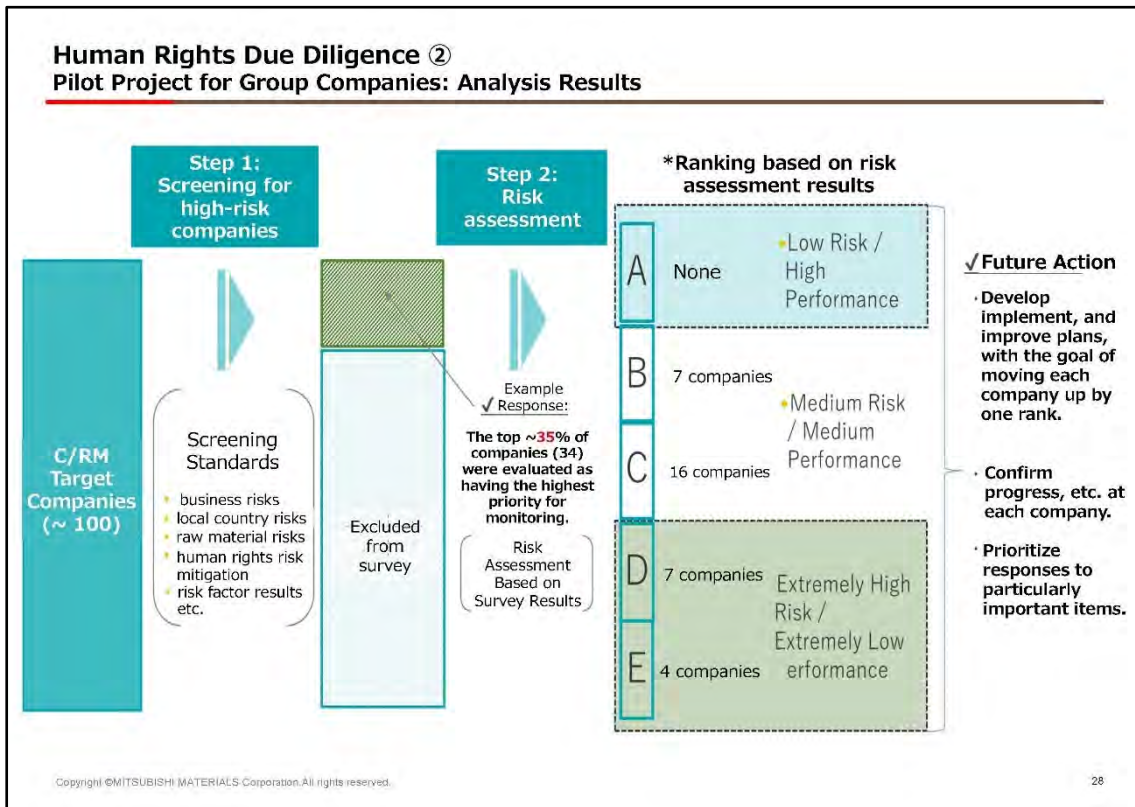 Human Rights Due Diligence ②
Pilot Project for Group Companies: Analysis Results
Step 1:
Screening for
high-risk
companies
Step 2:
Risk
assessment
*Ranking based on risk
assessment results
C/RM
Target
Companies
(~ 100)
Screening
Standards
• business risks
• local country risks
• raw material risks
• human rights risk
mitigation
• risk factor results
etc.
Excluded
from
survey
Example
✓ Response:
The top ~35% of
companies (34)
were evaluated as
having the highest
priority for
monitoring.
Risk
Assessment
Based on
Survey Results
A
None
•Low Risk /
High
Performance
B
7 companies
•Medium Risk
/ Medium
Performance
C
16 companies
D
7 companies
Extremely High
Risk /
Extremely Low
erformance
E
4 companies
✓Future Action
・Develop
implement, and
improve plans,
with the goal of
moving each
company up by
one rank.
・Confirm
progress, etc. at
each company.
・Prioritize
responses to
particularly
important items.
Copyright ©MITSUBISHI MATERIALS Corporation.All rights reserved.
28